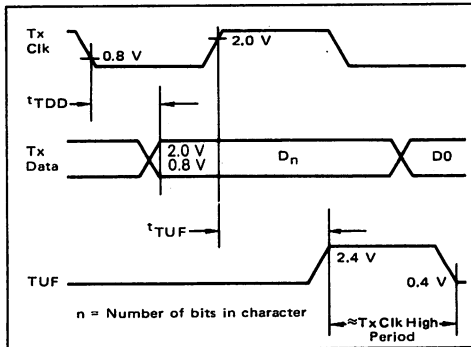 Tx
Clk
0.8 V
2.0 V
tTDD
Tx
Data
2.0 V
0.8 V
Dn
D0
tTUF
TUF
2.4 V
0.4 V
n = Number of bits in character
≈Tx Clk High
Period